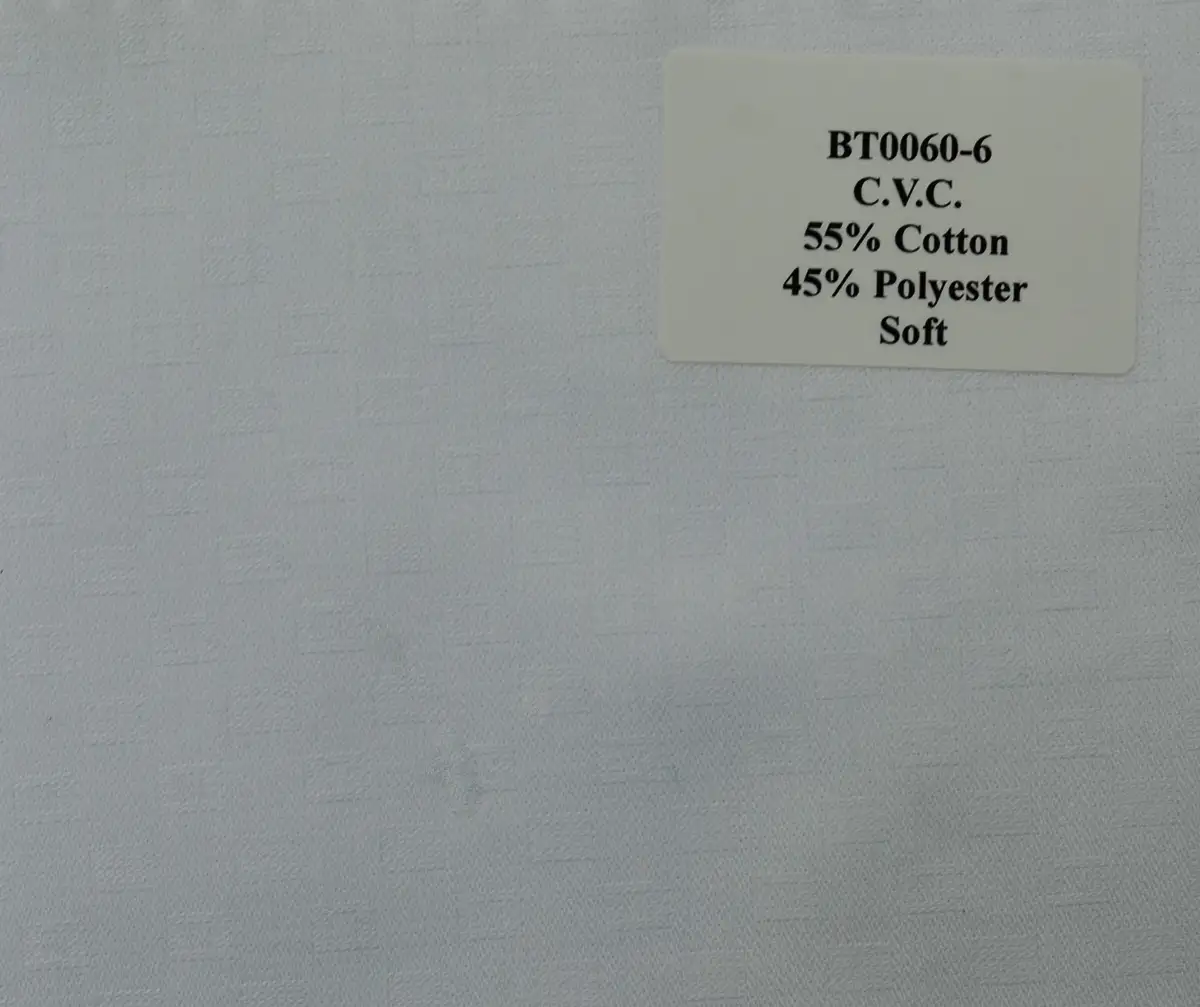 BT0060-6
C.V.C.
55% Cotton
45% Polyester
Soft